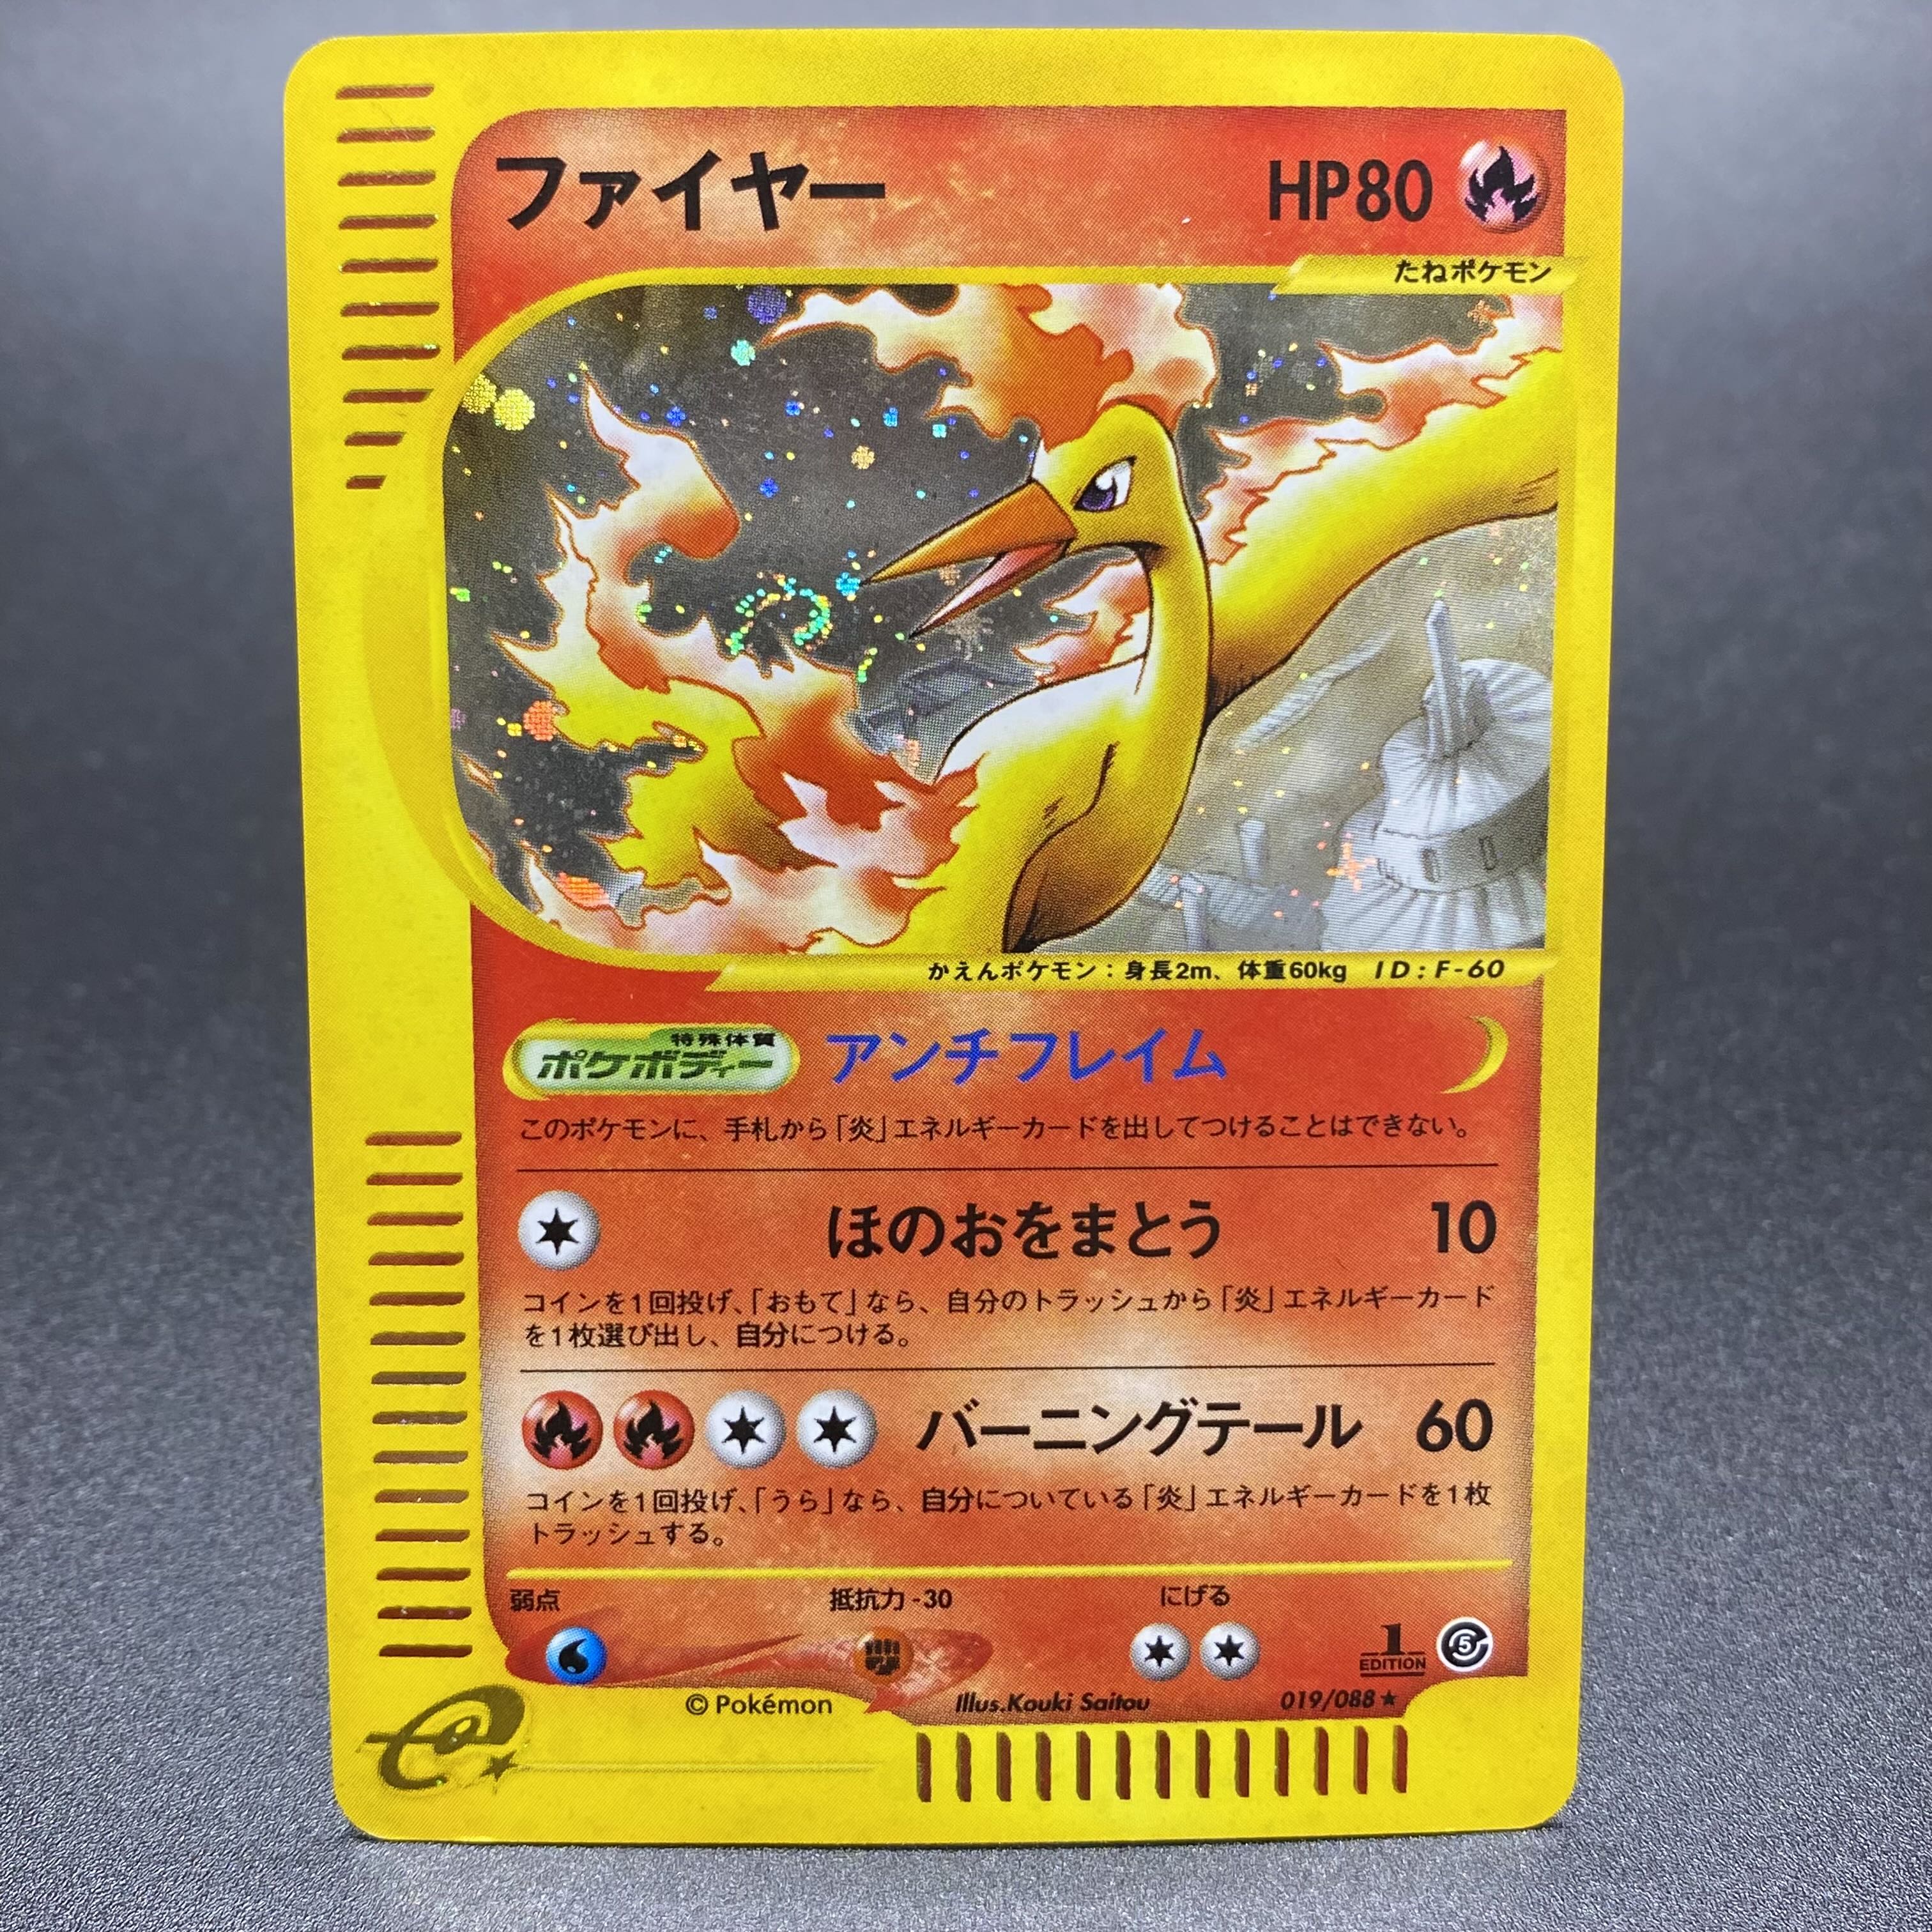 ファイヤー HP80
たねポケモン
かえんポケモン：身長2m、体重60kg ID:F-60
特殊体質
ポケボディー アンチフレイム
このポケモンに、手札から「炎」エネルギーカードを出してつけることはできない。
ほのおをまとう 10
コインを1回投げ、「おもて」なら、自分のトラッシュから「炎」エネルギーカード
を1枚選び出し、自分につける。
バーニングテール 60
コインを1回投げ、「うら」なら、自分についている「炎」エネルギーカードを1枚
トラッシュする。
弱点 抵抗力-30 にげる
1 EDITION 5
© Pokémon Illus.Kouki Saitou 019/088★
e